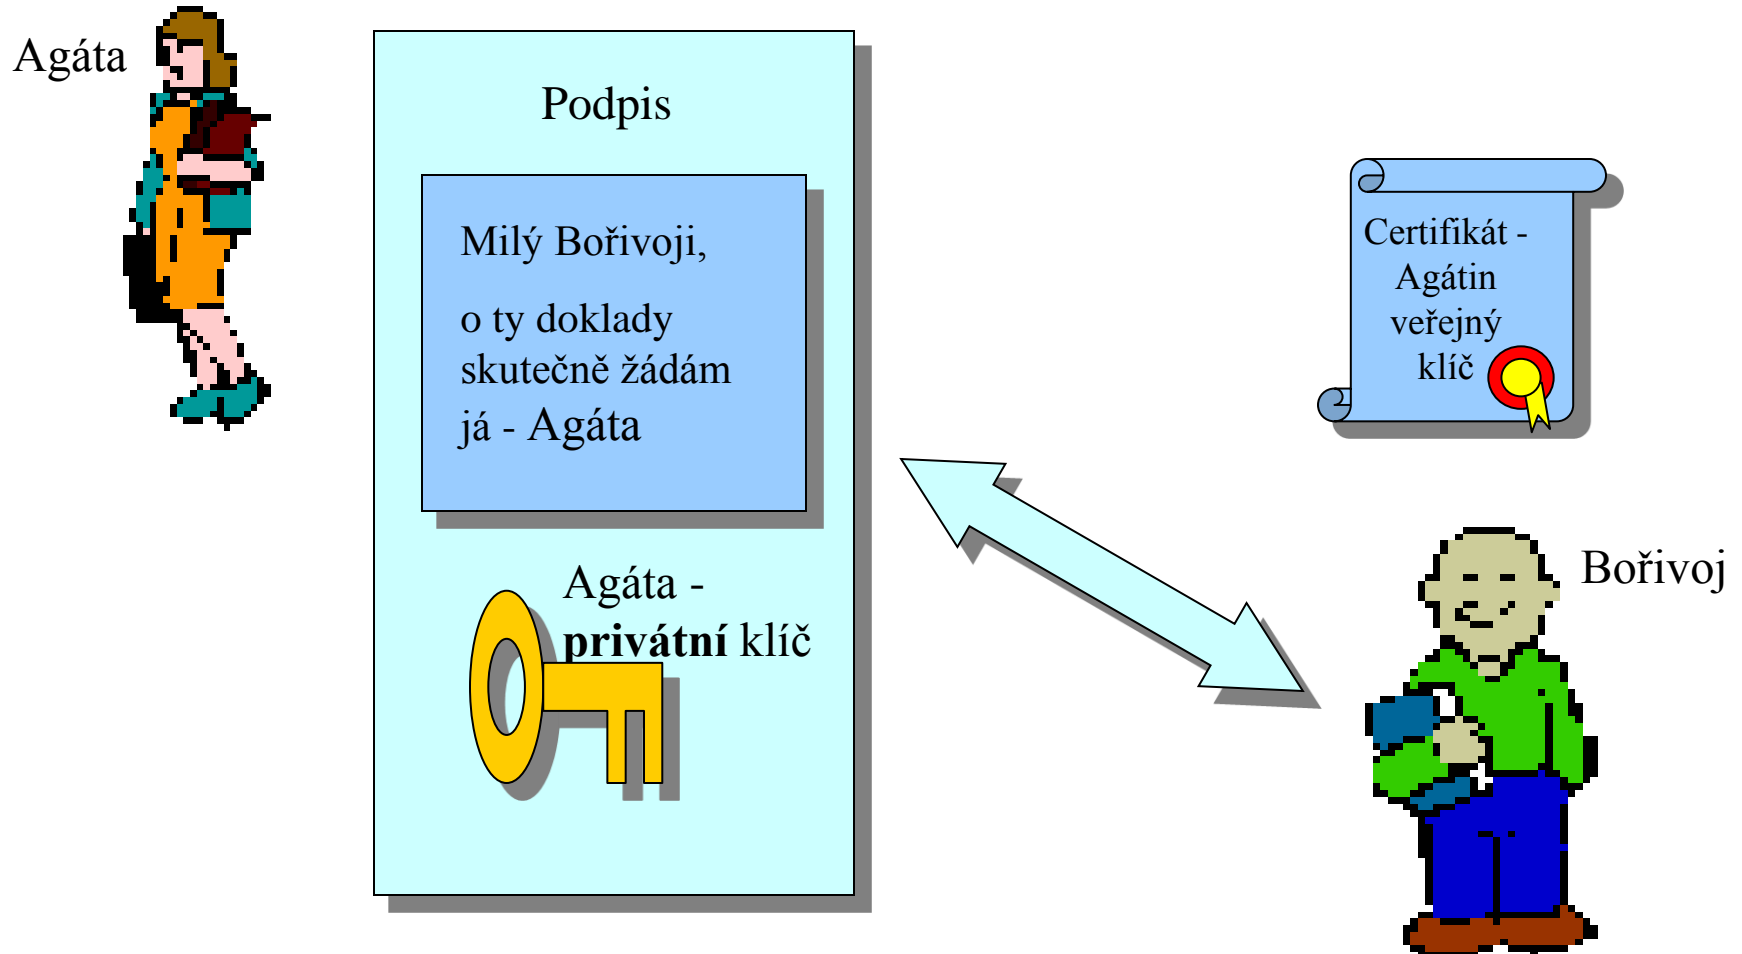 Agáta
Podpis
Milý Bořivoji,
o ty doklady
skutečně žádám
já - Agáta
Agáta -
privátní klíč
Certifikát -
Agátin
veřejný
klíč
Bořivoj